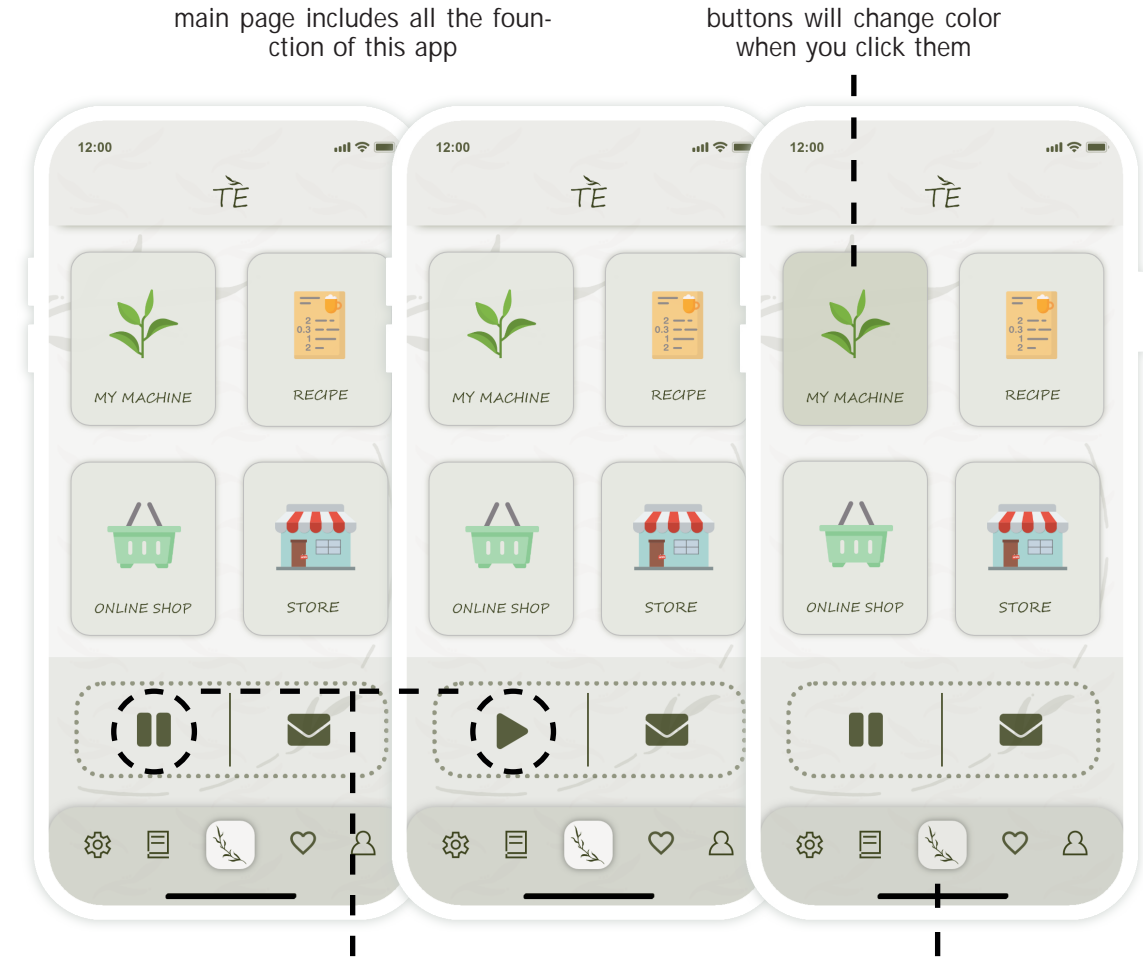 main page includes all the foun-
ction of this app
buttons will change color
when you click them
12:00
TE
MY MACHINE
RECIPE
2
0.3
1
2
ONLINE SHOP
STORE
12:00
TE
MY MACHINE
RECIPE
2
0.3
1
2
ONLINE SHOP
STORE
12:00
TE
MY MACHINE
RECIPE
2
0.3
1
2
ONLINE SHOP
STORE